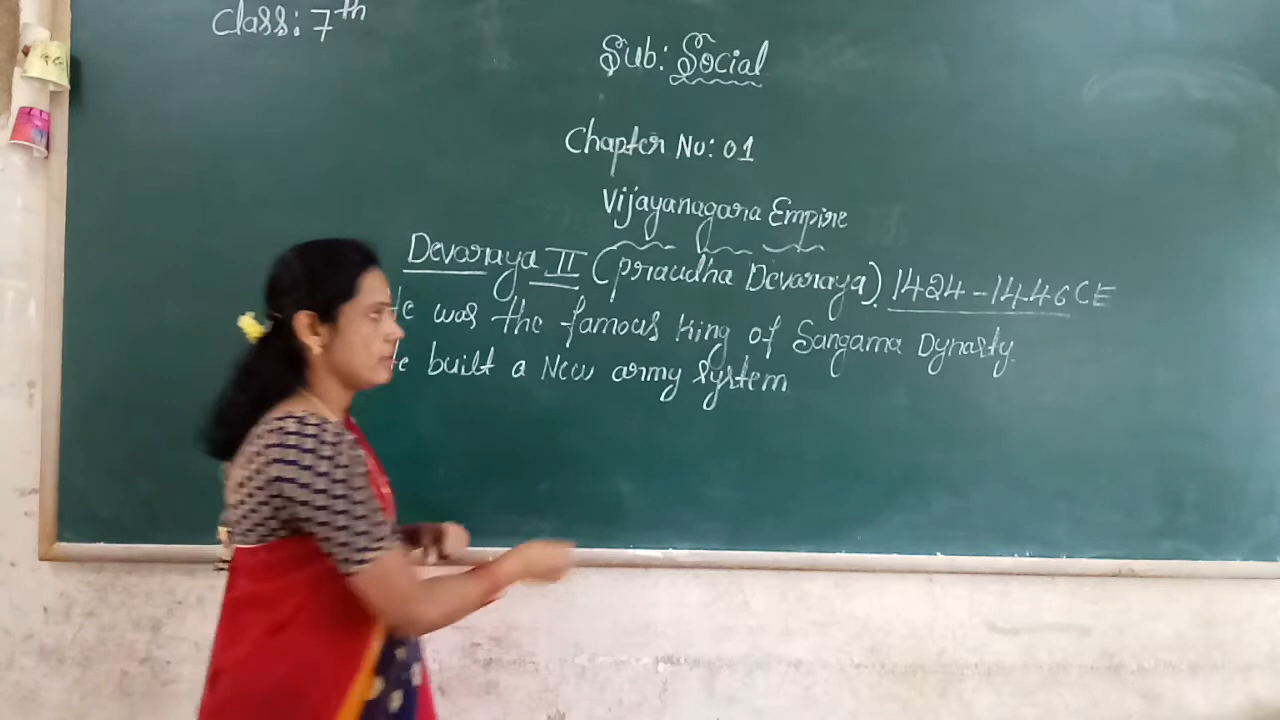 Class: 7th
Sub: Social
Chapter No: 01
Vijayanagara Empire
Devaraya II (praudha Devaraya). 1424-1446 CE
He was the famous King of Sangama Dynasty.
He built a New army System